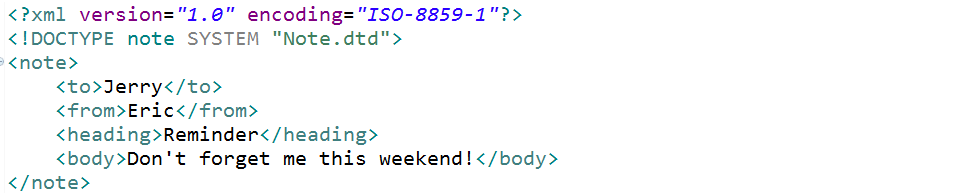 <?xml version="1.0" encoding="ISO-8859-1"?>
<!DOCTYPE note SYSTEM "Note.dtd">
<note>
    <to>Jerry</to>
    <from>Eric</from>
    <heading>Reminder</heading>
    <body>Don't forget me this weekend!</body>
</note>